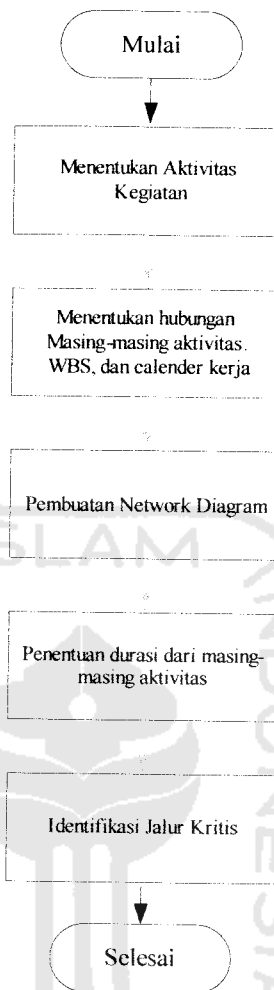 Mulai
Menentukan Aktivitas
Kegiatan
Menentukan hubungan
Masing-masing aktivitas.
WBS, dan calender kerja
Pembuatan Network Diagram
SLAM
Penentuan durasi dari masing-
masing aktivitas
Identifikasi Jalur Kritis
Selesai